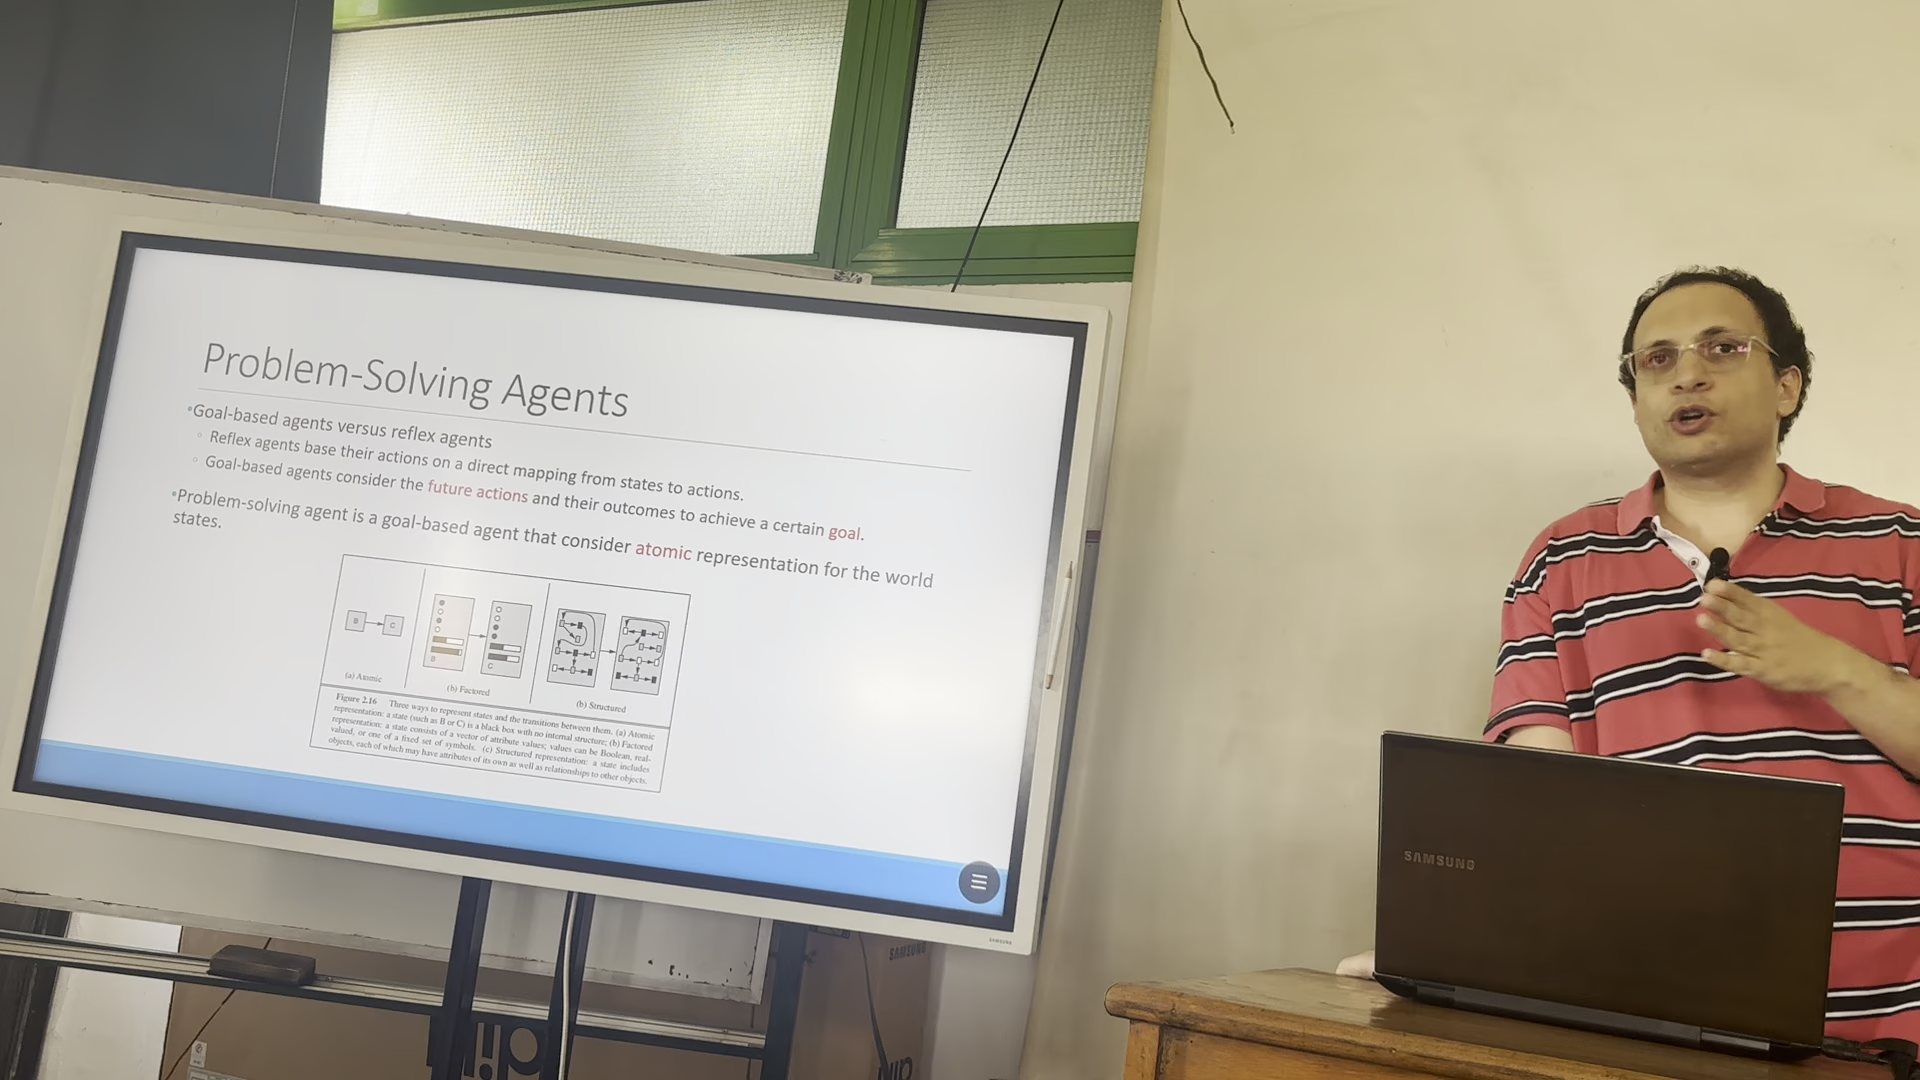 Problem-Solving Agents
•Goal-based agents versus reflex agents
◦ Reflex agents base their actions on a direct mapping from states to actions.
◦ Goal-based agents consider the future actions and their outcomes to achieve a certain goal.
•Problem-solving agent is a goal-based agent that consider atomic representation for the world
states.
B C
B C
(a) Atomic
(b) Factored
(b) Structured
Figure 2.16 Three ways to represent states and the transitions between them. (a) Atomic
representation: a state (such as B or C) is a black box with no internal structure; (b) Factored
representation: a state consists of a vector of attribute values; values can be Boolean, real-
valued, or one of a fixed set of symbols. (c) Structured representation: a state includes
objects, each of which may have attributes of its own as well as relationships to other objects.
SAMSUNG
SAMSUNG
SAMSUNG